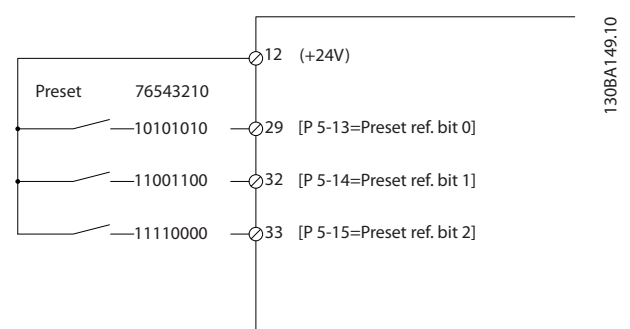 12 (+24V)
Preset 76543210
10101010 29 [P 5-13=Preset ref. bit 0]
11001100 32 [P 5-14=Preset ref. bit 1]
11110000 33 [P 5-15=Preset ref. bit 2]
130BA149.10